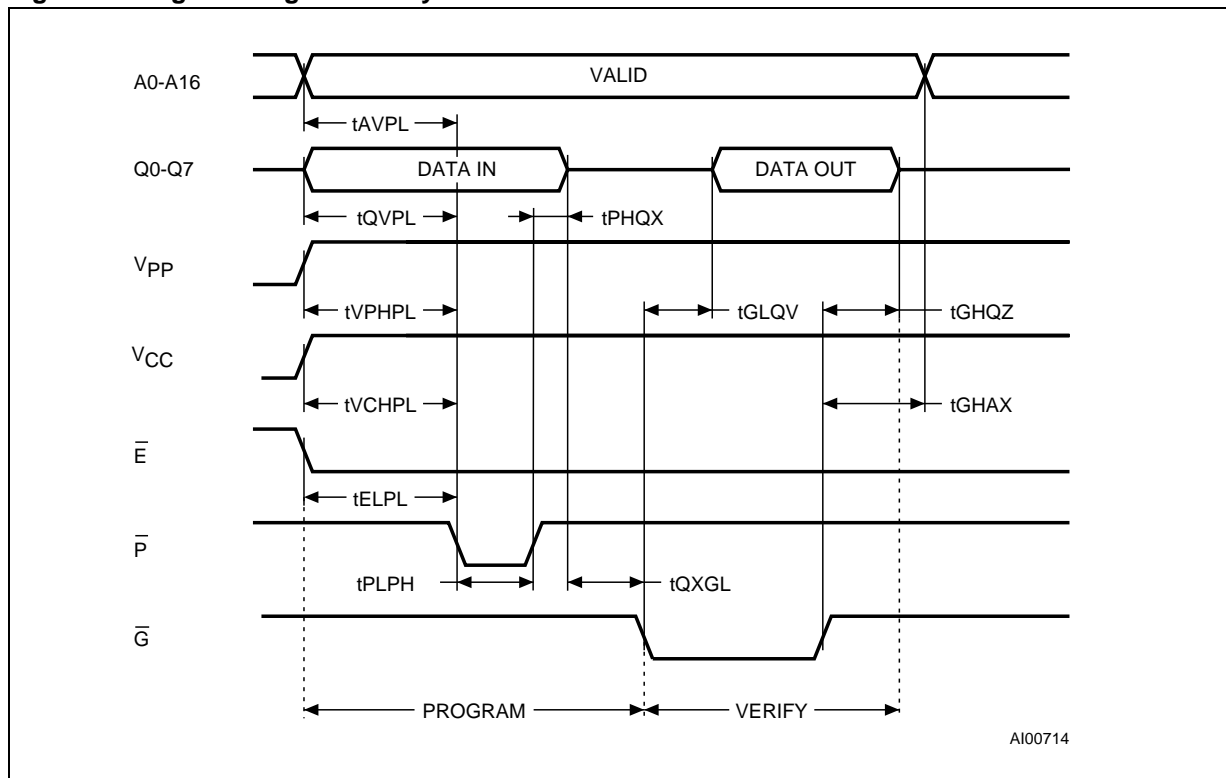 A0-A16
VALID
tAVPL
Q0-Q7
DATA IN
DATA OUT
tQVPL
tPHQX
VPP
tVPHPL
tGLQV
tGHQZ
VCC
tVCHPL
tGHAX
E̅
tELPL
P̅
tPLPH
tQXGL
G̅
PROGRAM
VERIFY
AI00714